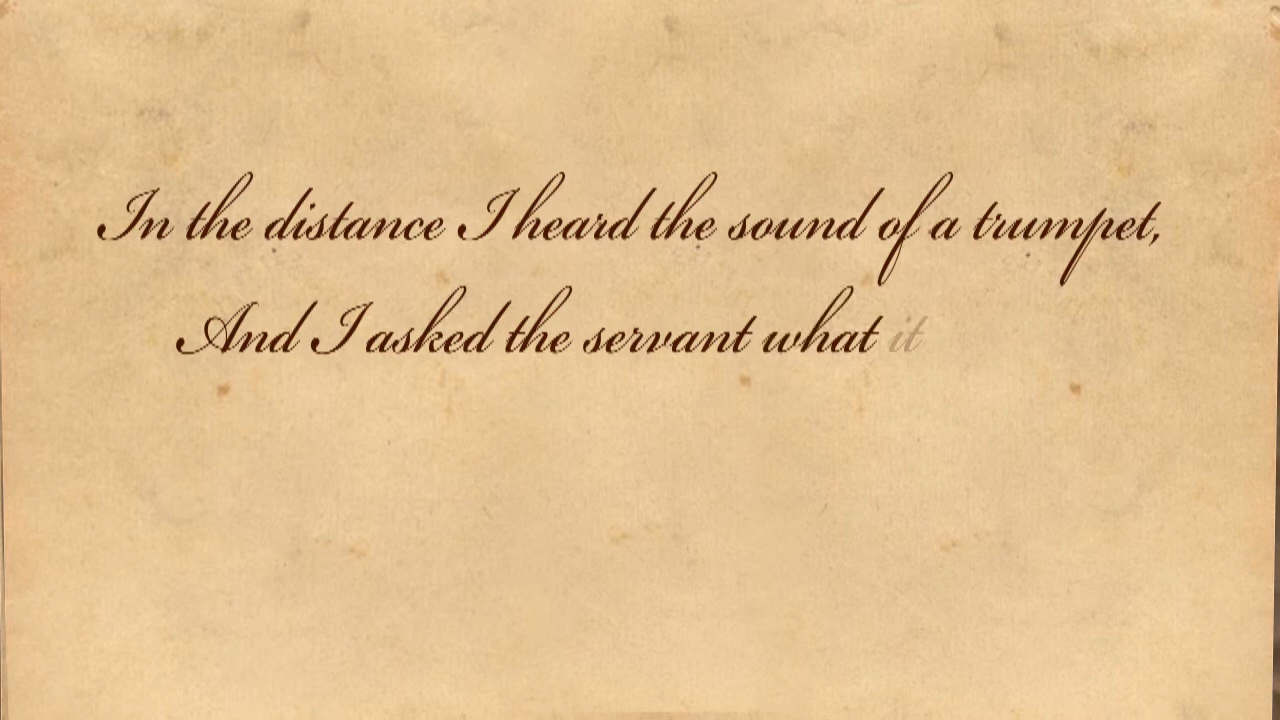 In the distance I heard the sound of a trumpet,
And I asked the servant what it